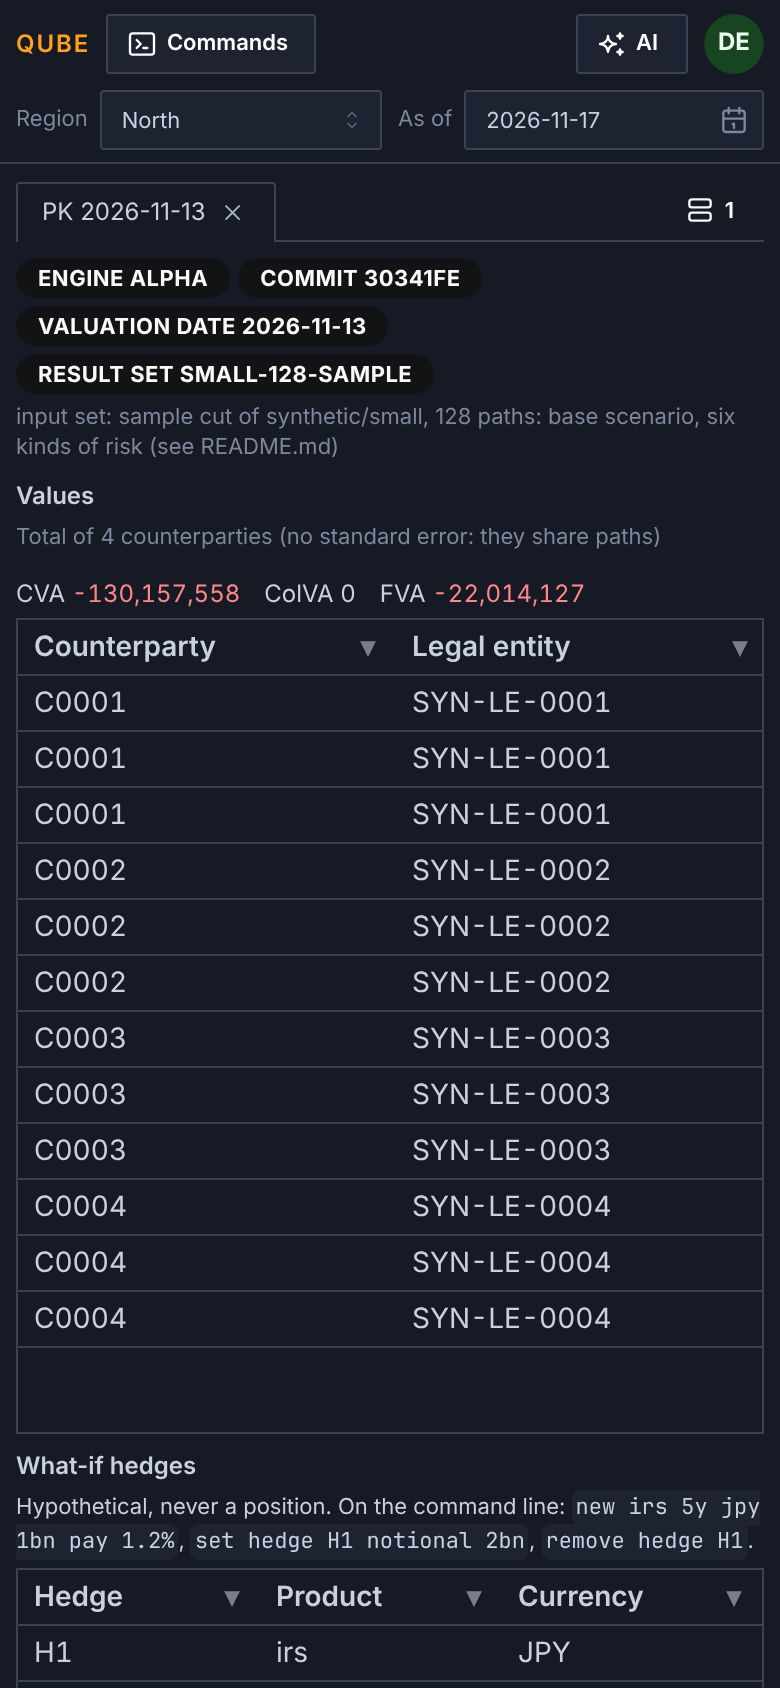 QUBE Commands AI DE
Region North As of 2026-11-17
PK 2026-11-13 1
ENGINE ALPHA COMMIT 30341FE
VALUATION DATE 2026-11-13
RESULT SET SMALL-128-SAMPLE
input set: sample cut of synthetic/small, 128 paths: base scenario, six
kinds of risk (see README.md)
Values
Total of 4 counterparties (no standard error: they share paths)
CVA -130,157,558 ColVA 0 FVA -22,014,127
Counterparty ▼ Legal entity ▼
C0001 SYN-LE-0001
C0001 SYN-LE-0001
C0001 SYN-LE-0001
C0002 SYN-LE-0002
C0002 SYN-LE-0002
C0002 SYN-LE-0002
C0003 SYN-LE-0003
C0003 SYN-LE-0003
C0003 SYN-LE-0003
C0004 SYN-LE-0004
C0004 SYN-LE-0004
C0004 SYN-LE-0004
What-if hedges
Hypothetical, never a position. On the command line: new irs 5y jpy
1bn pay 1.2%, set hedge H1 notional 2bn, remove hedge H1.
Hedge ▼ Product ▼ Currency ▼
H1 irs JPY